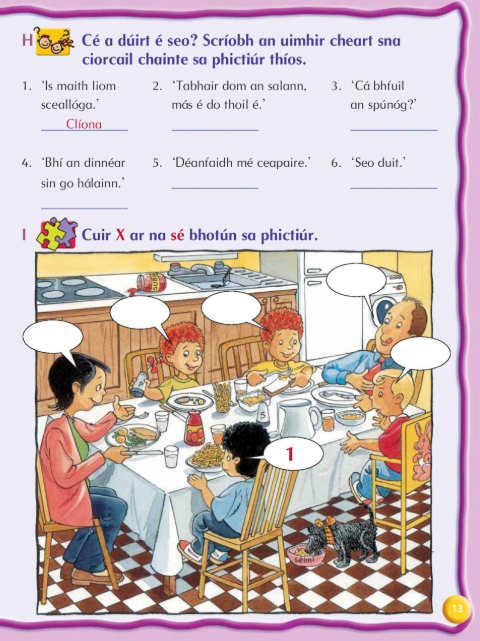 H Cé a dúirt é seo? Scríobh an uimhir cheart sna
ciorcail chainte sa phictiúr thíos.
1. ‘Is maith liom
sceallóga.’
Clíona
2. ‘Tabhair dom an salann,
más é do thoil é.’
3. ‘Cá bhfuil
an spúnóg?’
4. ‘Bhí an dinnéar
sin go hálainn.’
5. ‘Déanfaidh mé ceapaire.’
6. ‘Seo duit.’
I Cuir X ar na sé bhotún sa phictiúr.
5
1
Séimí
13